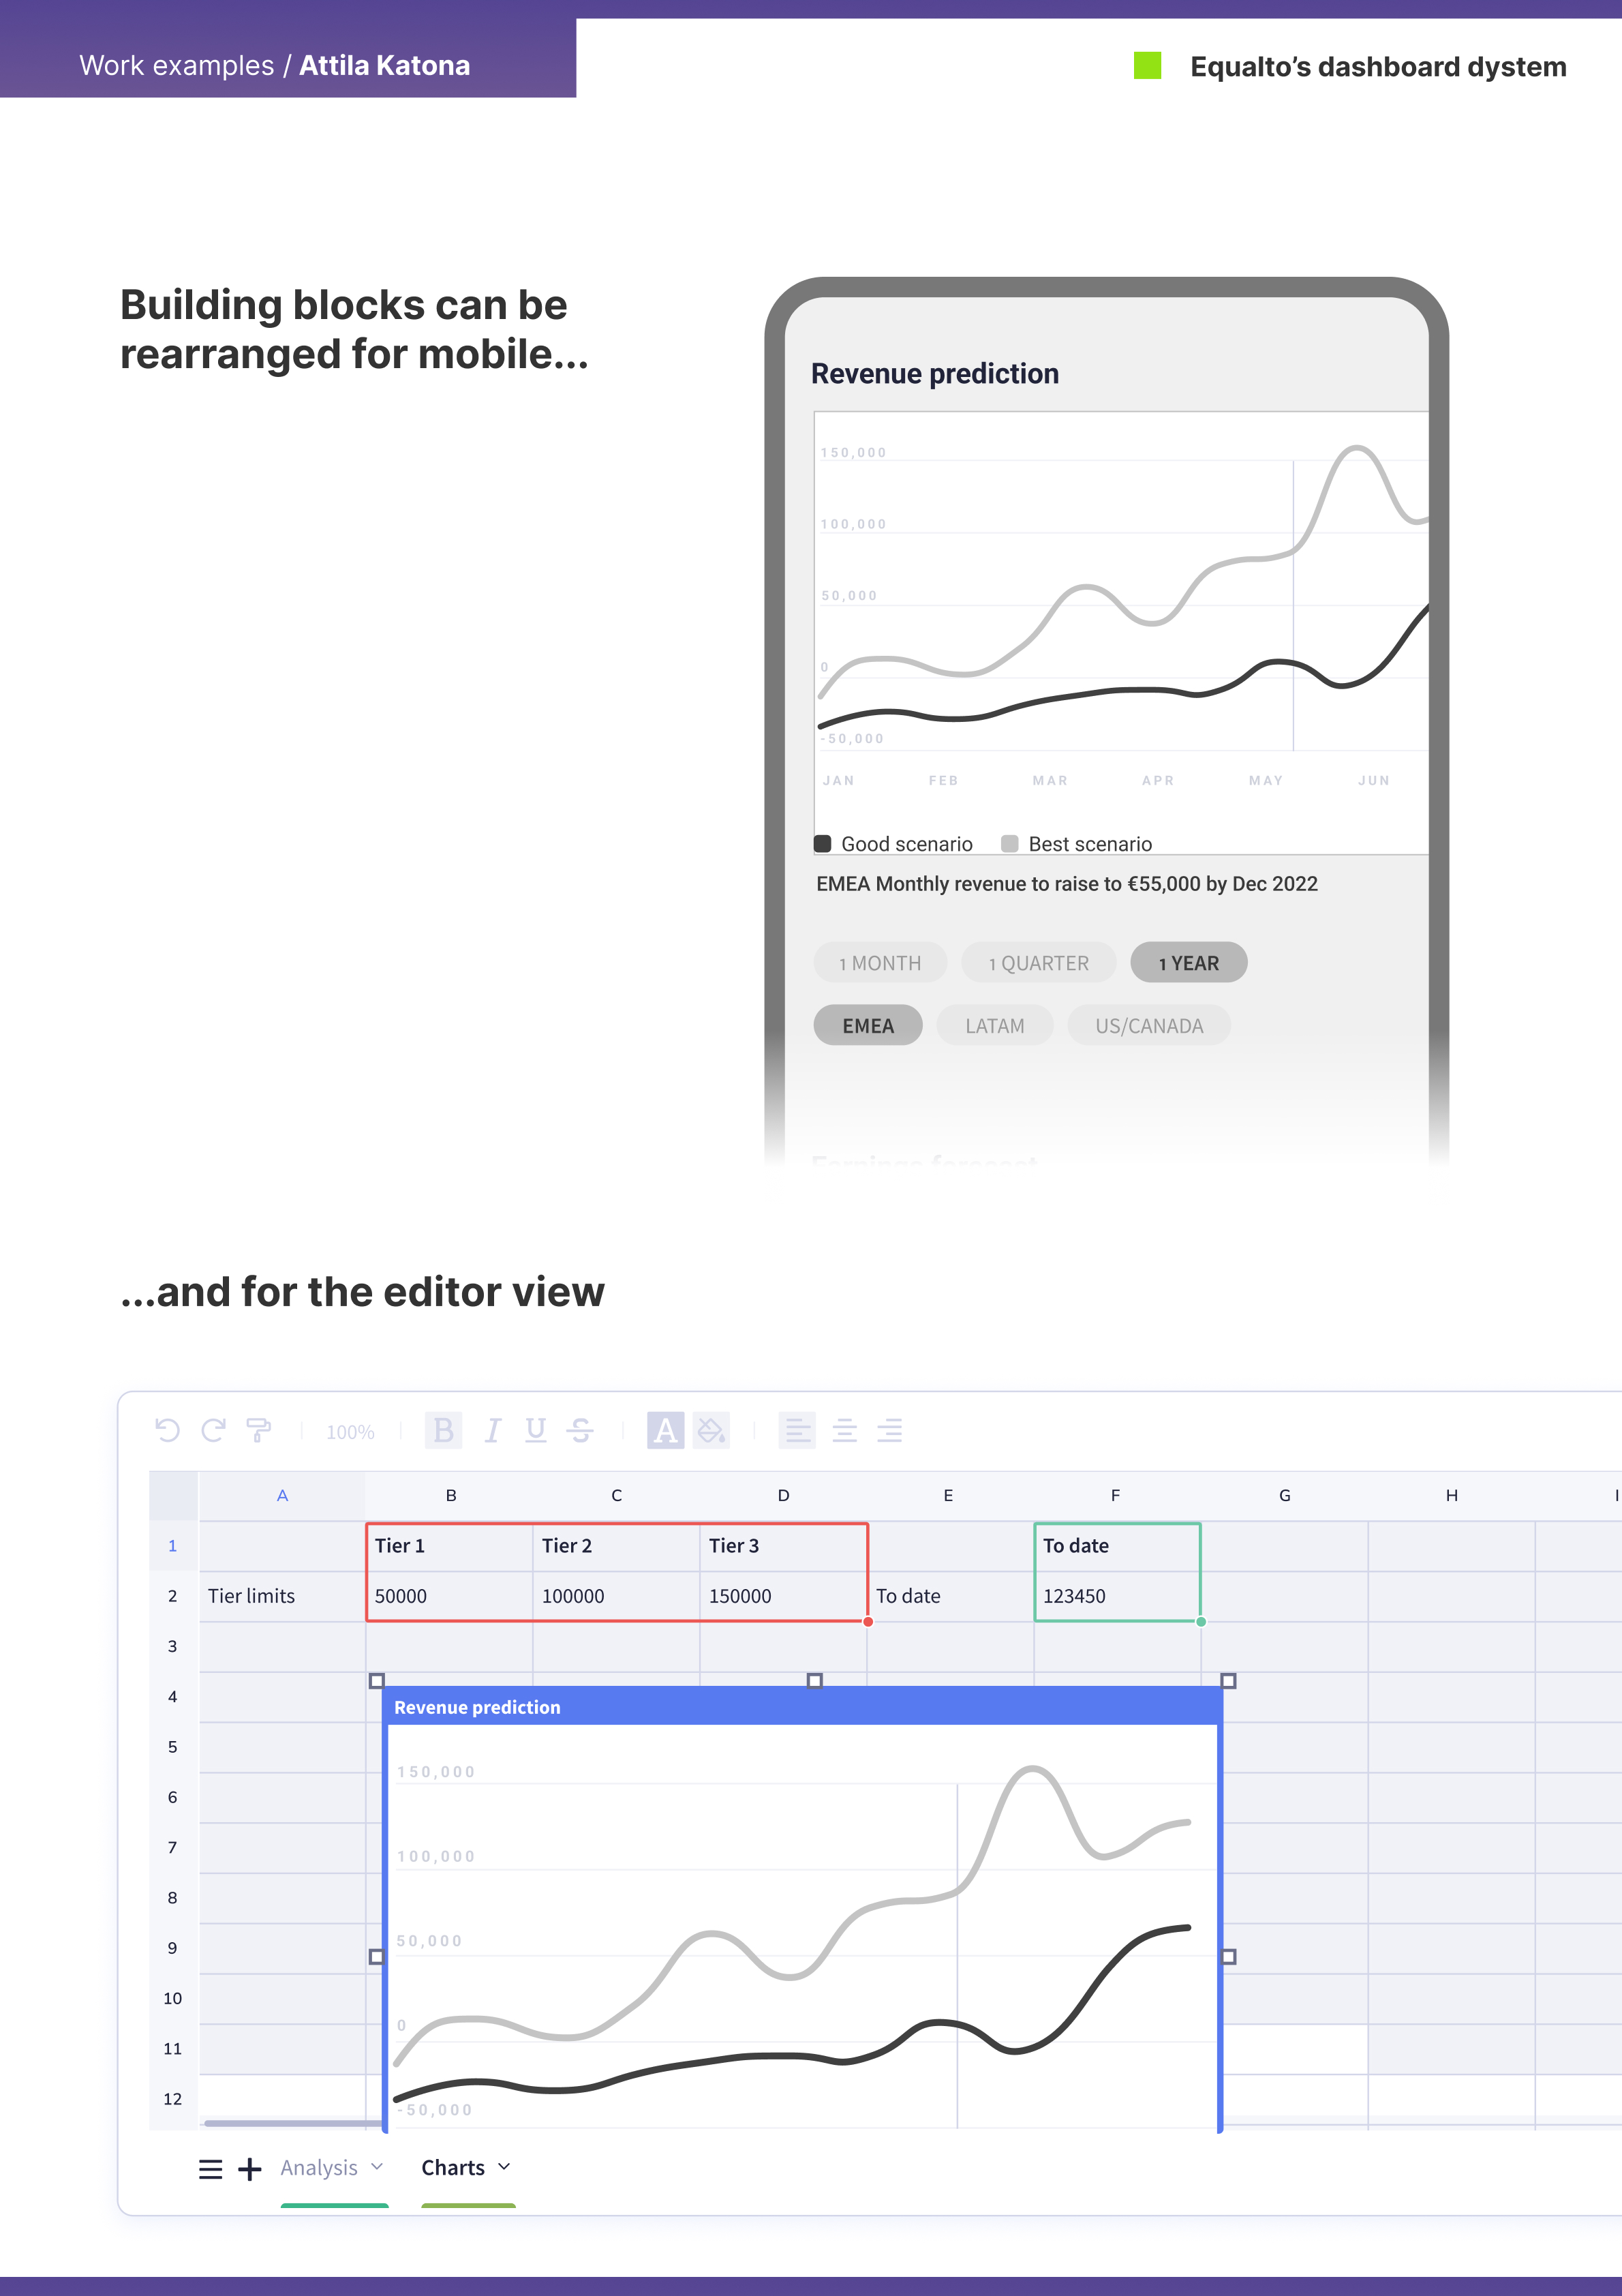 Work examples / Attila Katona
Equalto’s dashboard dystem
Building blocks can be
rearranged for mobile...
Revenue prediction
150,000
100,000
50,000
0
-50,000
JAN FEB MAR APR MAY JUN
Good scenario Best scenario
EMEA Monthly revenue to raise to €55,000 by Dec 2022
1 MONTH 1 QUARTER 1 YEAR
EMEA LATAM US/CANADA
...and for the editor view
100% B I U S A
A B C D E F G H I
1 Tier 1 Tier 2 Tier 3 To date
2 Tier limits 50000 100000 150000 To date 123450
3
4
Revenue prediction
5
150,000
6
7
100,000
8
9
50,000
10
0
11
12
-50,000
Analysis Charts